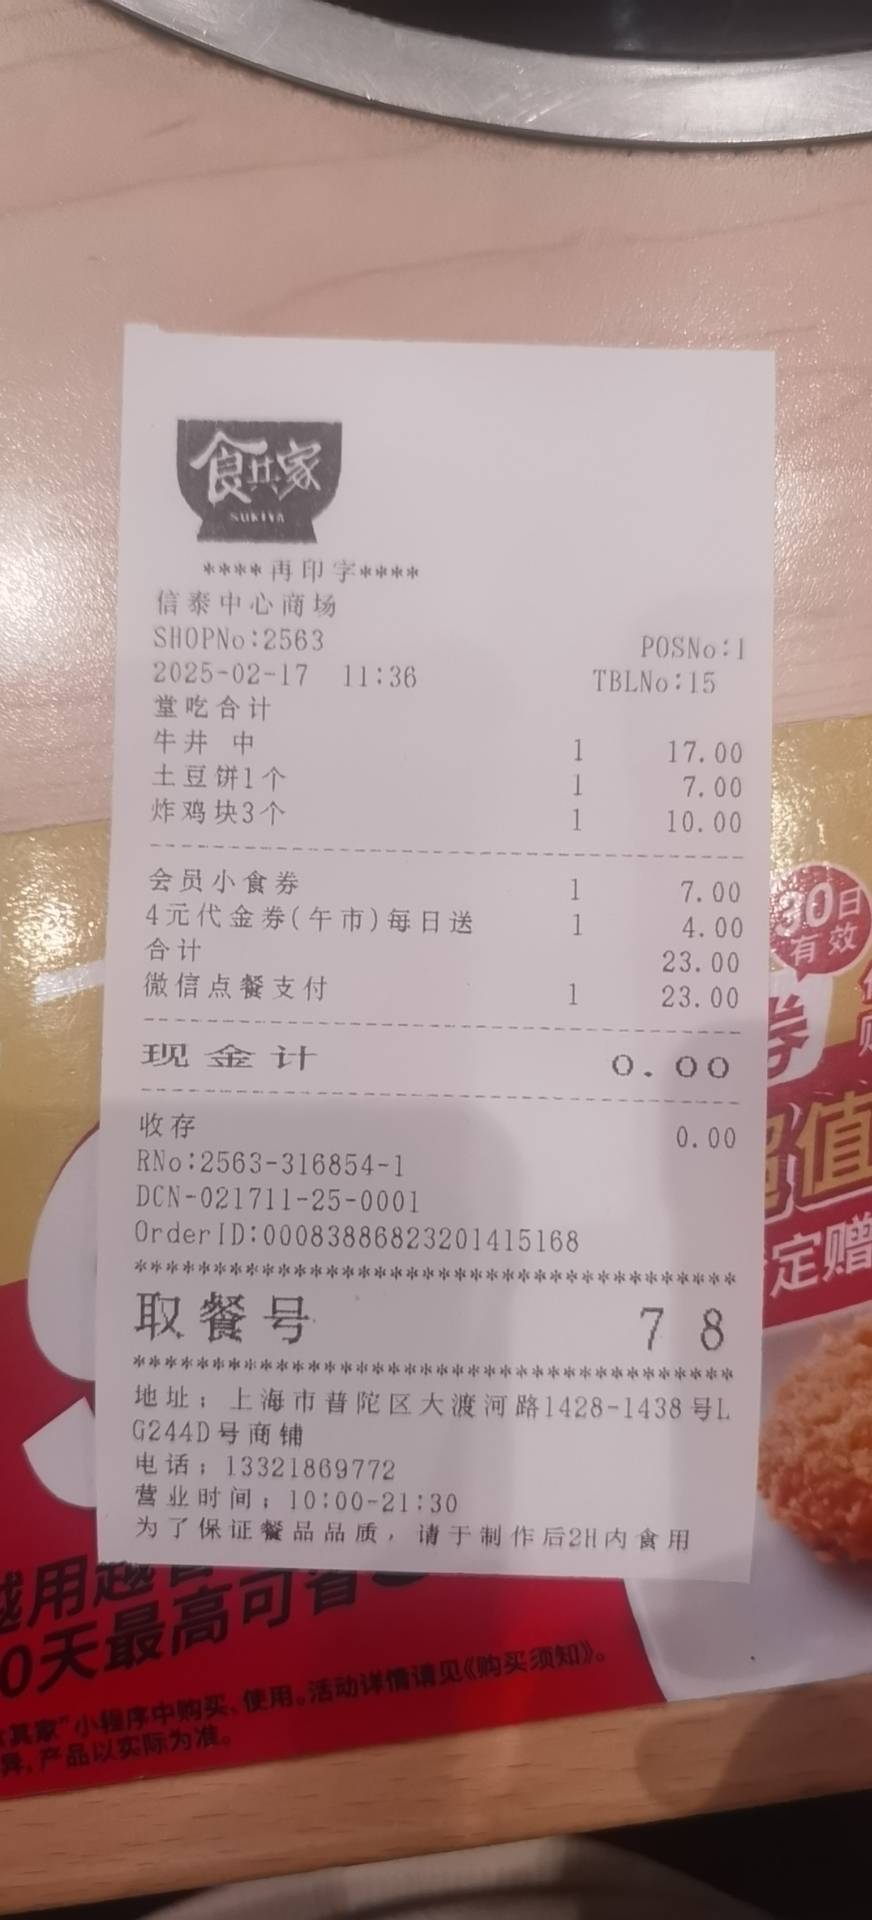 食其家
SUKIYA
****再印字****
信泰中心商场
SHOPNo:2563 POSNo:1
2025-02-17 11:36 TBLNo:15
堂吃合计
牛丼 中 1 17.00
土豆饼1个 1 7.00
炸鸡块3个 1 10.00
会员小食券 1 7.00
4元代金券(午市)每日送 1 4.00
合计 23.00
微信点餐支付 1 23.00
现金计 0.00
收存 0.00
RNo:2563-316854-1
DCN-021711-25-0001
OrderID:000838868232014151​68
取餐号 78
地址：上海市普陀区大渡河路1428-1438号L
G244D号商铺
电话：13321869772
营业时间：10:00-21:30
为了保证餐品品质，请于制作后2H内食用
30日
有效
券
超值
定赠
越用越
0天最高可省
其家"小程序中购买、使用。活动详情请见《购买须知》。
异,产品以实际为准。